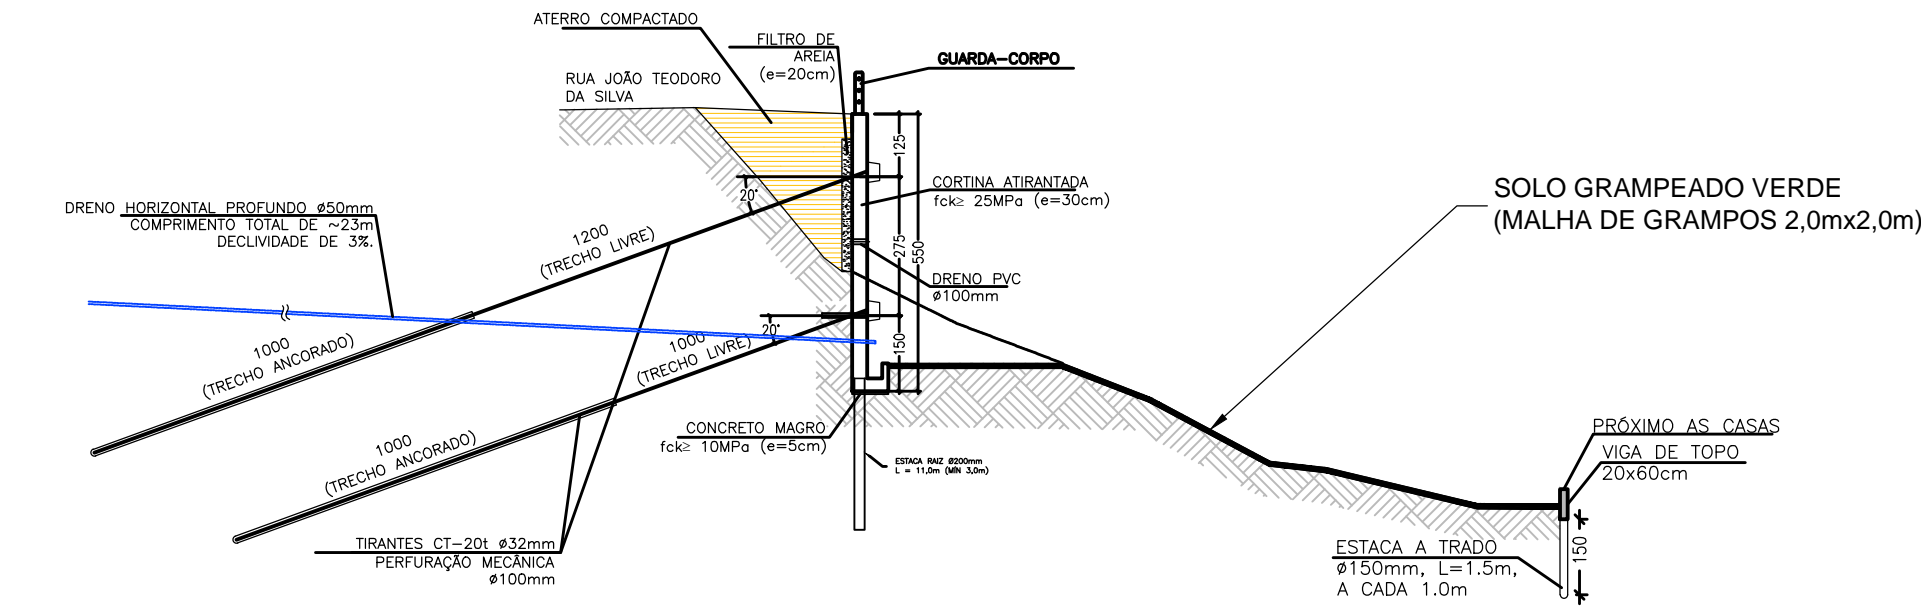 ATERRO COMPACTADO
FILTRO DE
AREIA
(e=20cm)
GUARDA-CORPO
RUA JOÃO TEODORO
DA SILVA
125
CORTINA ATIRANTADA
fck≥ 25MPa (e=30cm)
SOLO GRAMPEADO VERDE
(MALHA DE GRAMPOS 2,0mx2,0m)
20°
DRENO HORIZONTAL PROFUNDO ø50mm
COMPRIMENTO TOTAL DE ~23m
DECLIVIDADE DE 3%.
1200
(TRECHO LIVRE)
275
550
DRENO PVC
ø100mm
20°
1000
(TRECHO LIVRE)
150
1000
(TRECHO ANCORADO)
1000
(TRECHO ANCORADO)
CONCRETO MAGRO
fck≥ 10MPa (e=5cm)
ESTACA RAIZ Ø200mm
L = 11,0m (MÍN 3,0m)
PRÓXIMO AS CASAS
VIGA DE TOPO
20x60cm
TIRANTES CT-20t ø32mm
PERFURAÇÃO MECÂNICA
ø100mm
ESTACA A TRADO
ø150mm, L=1.5m,
A CADA 1.0m
150